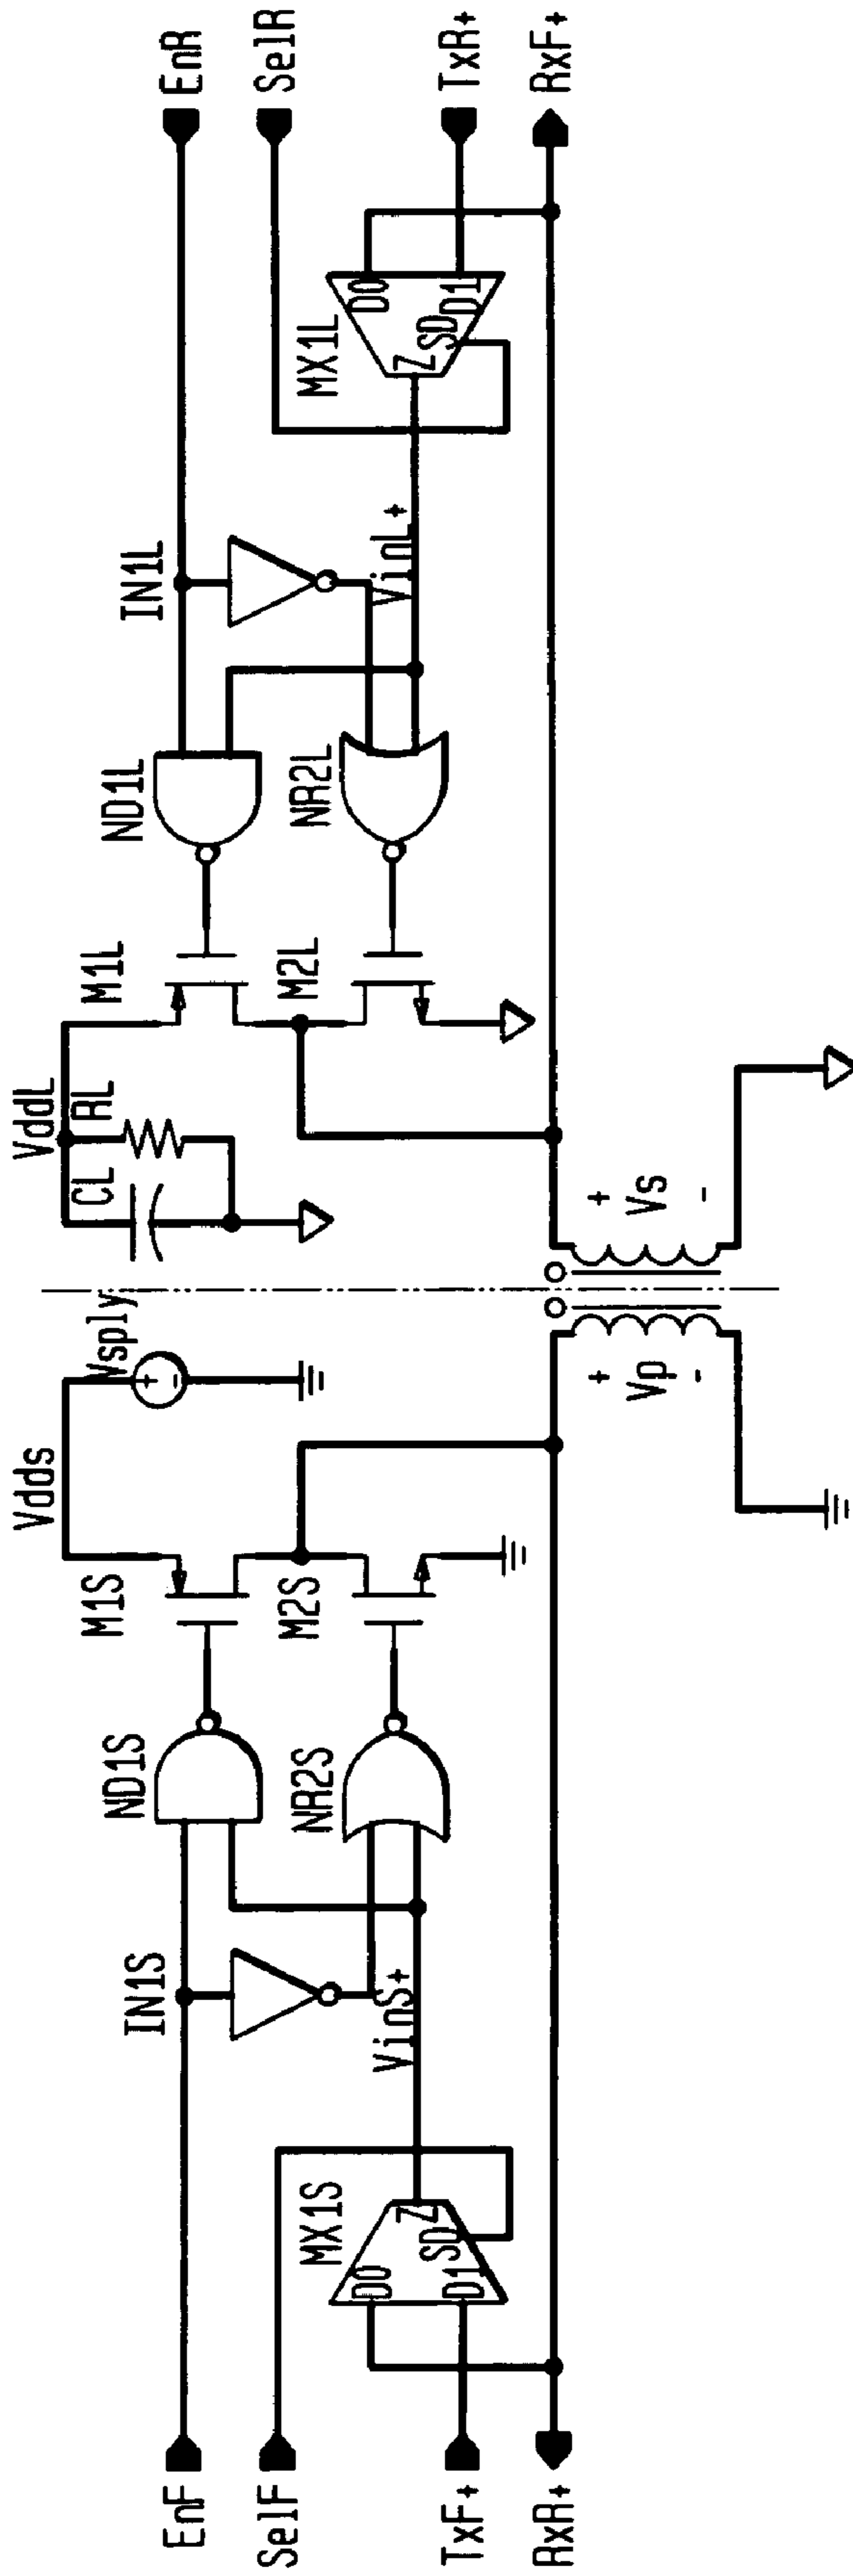 EnF
SelF
TxF+
RxR+
MX1S
D0
D1
SD
Z
IN1S
VinS+
ND1S
NR2S
M1S
M2S
Vdds
Vsply
+
-
+
Vp
-
VddL
CL
RL
+
Vs
-
M1L
M2L
ND1L
NR2L
IN1L
VinL+
MX1L
Z
SD
D0
D1
EnR
SelR
TxR+
RxF+